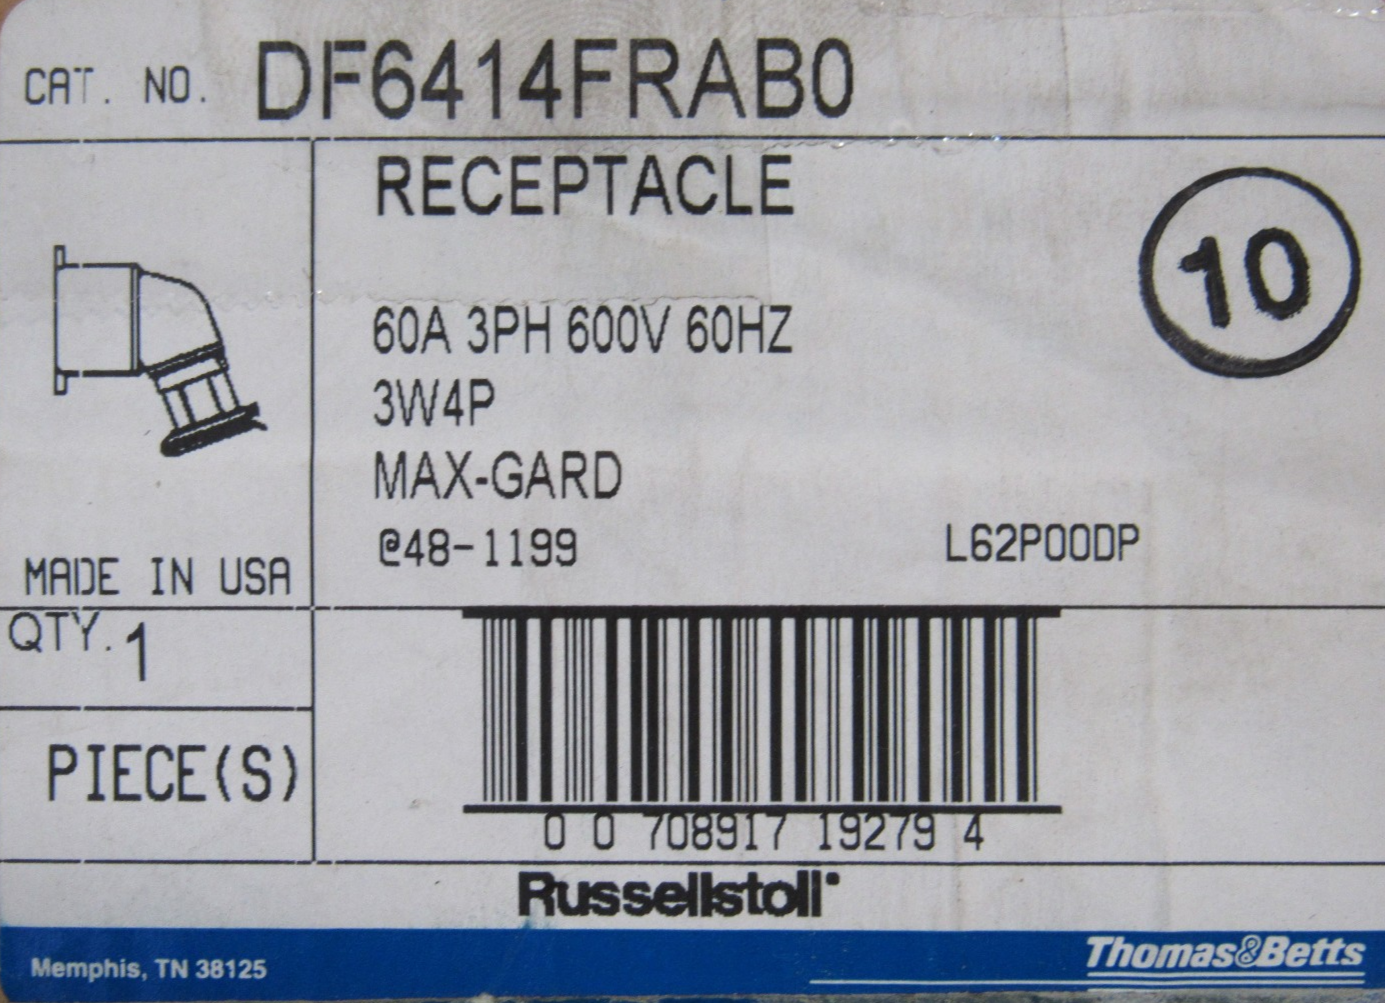 CAT. NO. DF6414FRAB0
RECEPTACLE
10
60A 3PH 600V 60HZ
3W4P
MAX-GARD
@48-1199 L62P00DP
MADE IN USA
QTY. 1
PIECE(S)
0 0 708917 19279 4
Russellstoll
Memphis, TN 38125
Thomas&Betts